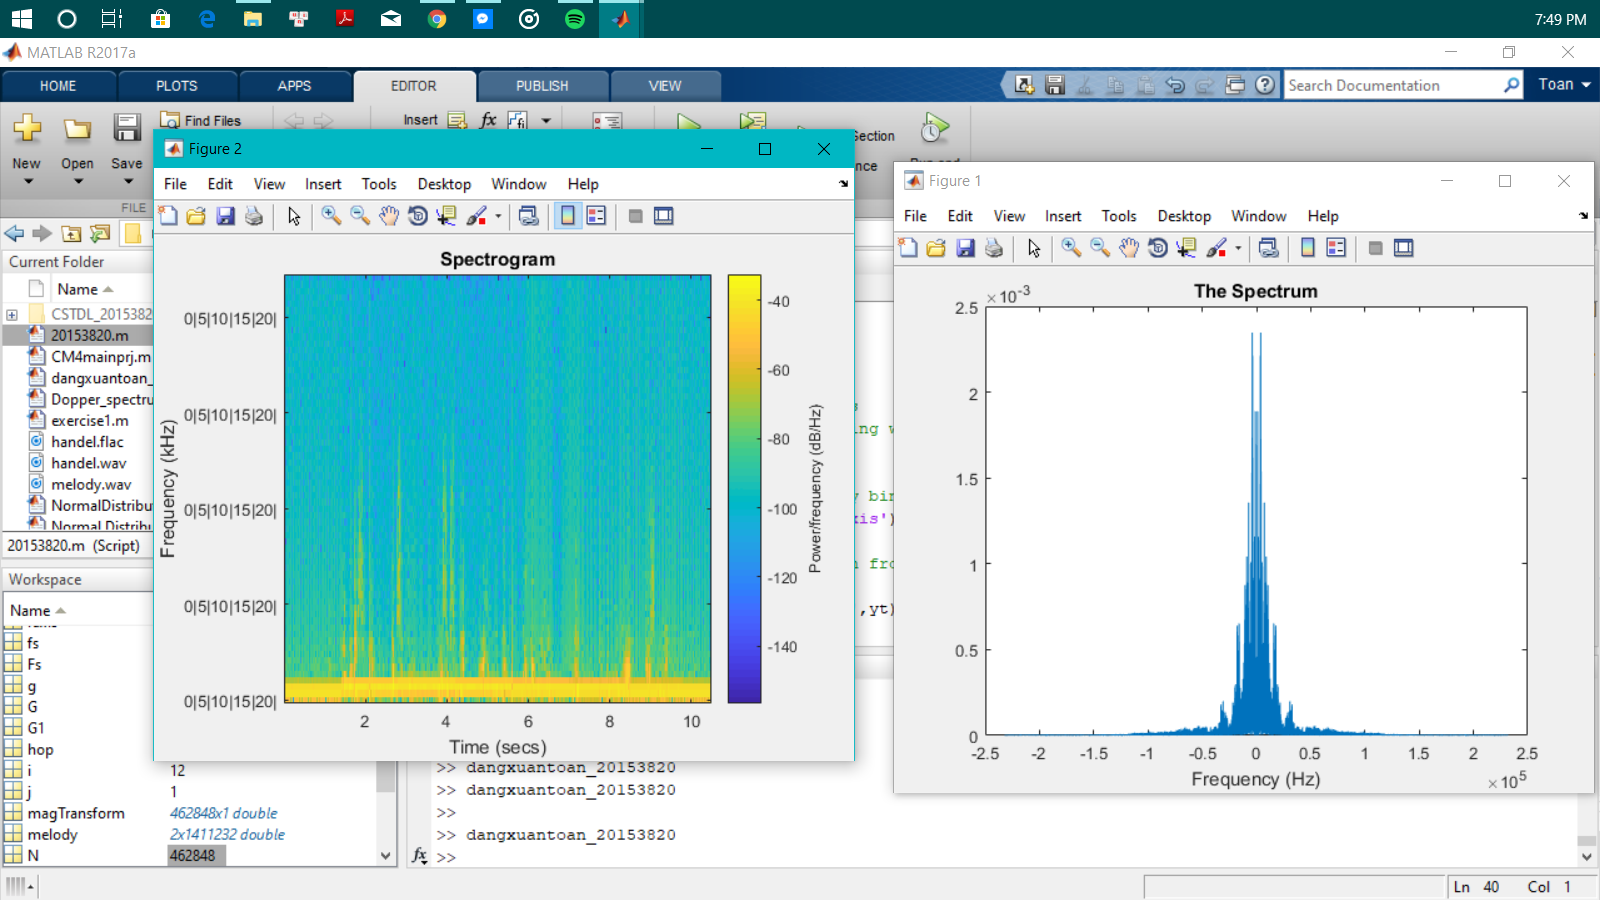 7:49 PM
MATLAB R2017a
HOME PLOTS APPS EDITOR PUBLISH VIEW
Search Documentation
Toan
New
Open
Save
Find Files
Insert
fx
fi
Section
nce
FILE
Current Folder
Name
CSTDL_2015382
20153820.m
CM4mainprj.m
dangxuantoan_
Dopper_spectru
exercise1.m
handel.flac
handel.wav
melody.wav
NormalDistribu
Normal Distrib
20153820.m (Script)
Workspace
Name
fs
Fs
g
G
G1
hop
i 12
j 1
magTransform 462848x1 double
melody 2x1411232 double
N 462848
Figure 2
File Edit View Insert Tools Desktop Window Help
Spectrogram
0|5|10|15|20|
0|5|10|15|20|
0|5|10|15|20|
0|5|10|15|20|
0|5|10|15|20|
Frequency (kHz)
2 4 6 8 10
Time (secs)
-40
-60
-80
-100
-120
-140
Power/frequency (dB/Hz)
s
ing w
y bin
xis')
n fro
,yt)
Figure 1
File Edit View Insert Tools Desktop Window Help
The Spectrum
×10-3
2.5
2
1.5
1
0.5
0
-2.5 -2 -1.5 -1 -0.5 0 0.5 1 1.5 2 2.5
Frequency (Hz)
×10 5
>> dangxuantoan_20153820
>> dangxuantoan_20153820
>>
>> dangxuantoan_20153820
fx >>
Ln 40 Col 1